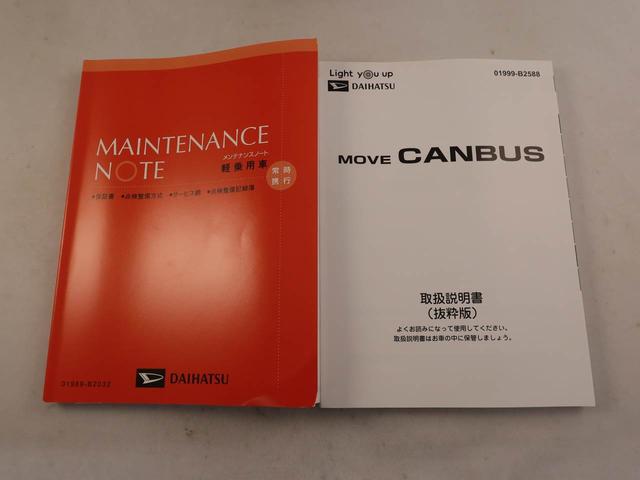 MAINTENANCE
NOTE
メンテナンスノート
軽乗用車
常時
携行
●保証書 ●点検整備方式 ●サービス網 ●点検整備記録簿
01989-B2032
DAIHATSU
Light you up
DAIHATSU
01999-B2588
MOVE CANBUS
取扱説明書
(抜粋版)
よくお読みになって使用してください。
取扱説明書はお車の中に保管しましょう。